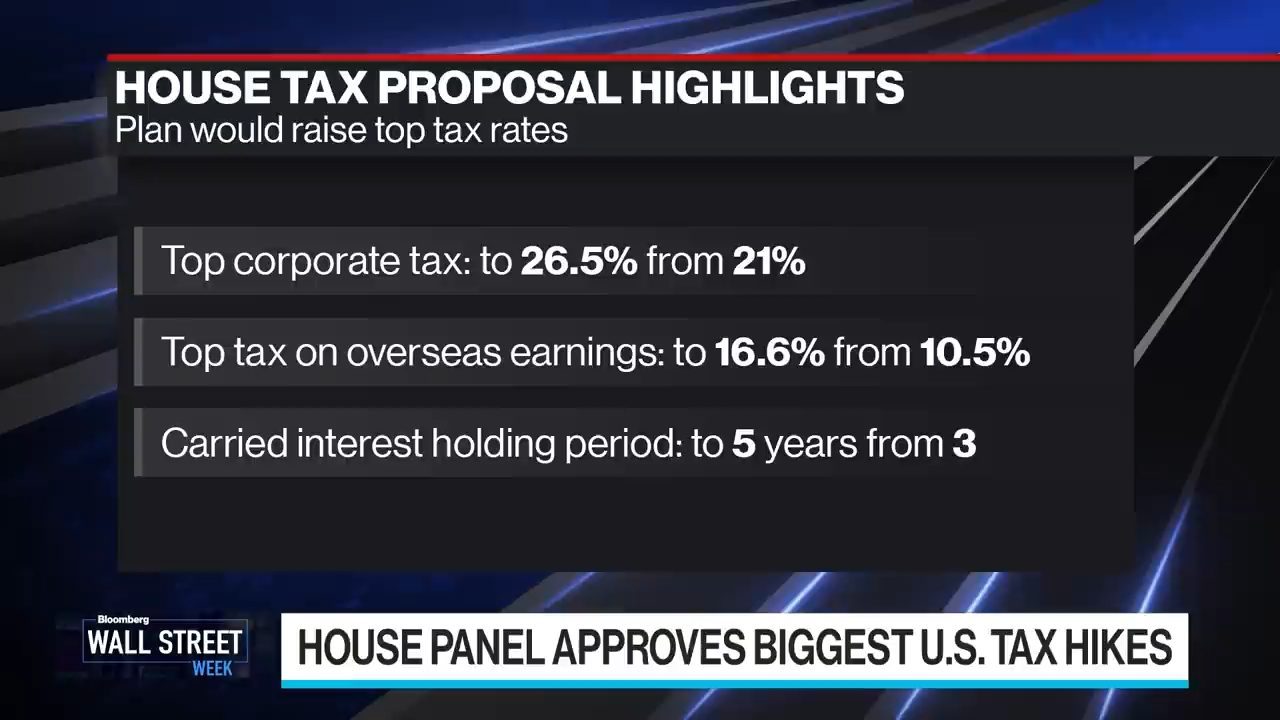 HOUSE TAX PROPOSAL HIGHLIGHTS
Plan would raise top tax rates
Top corporate tax: to 26.5% from 21%
Top tax on overseas earnings: to 16.6% from 10.5%
Carried interest holding period: to 5 years from 3
Bloomberg
WALL STREET
WEEK
HOUSE PANEL APPROVES BIGGEST U.S. TAX HIKES